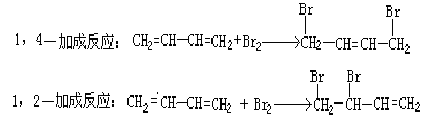 Br Br
1，4—加成反应：CH₂=CH—CH=CH₂+Br₂⟶CH₂—CH=CH—CH₂
Br Br
1，2—加成反应：CH₂=CH—CH=CH₂ + Br₂⟶CH₂—CH—CH=CH₂